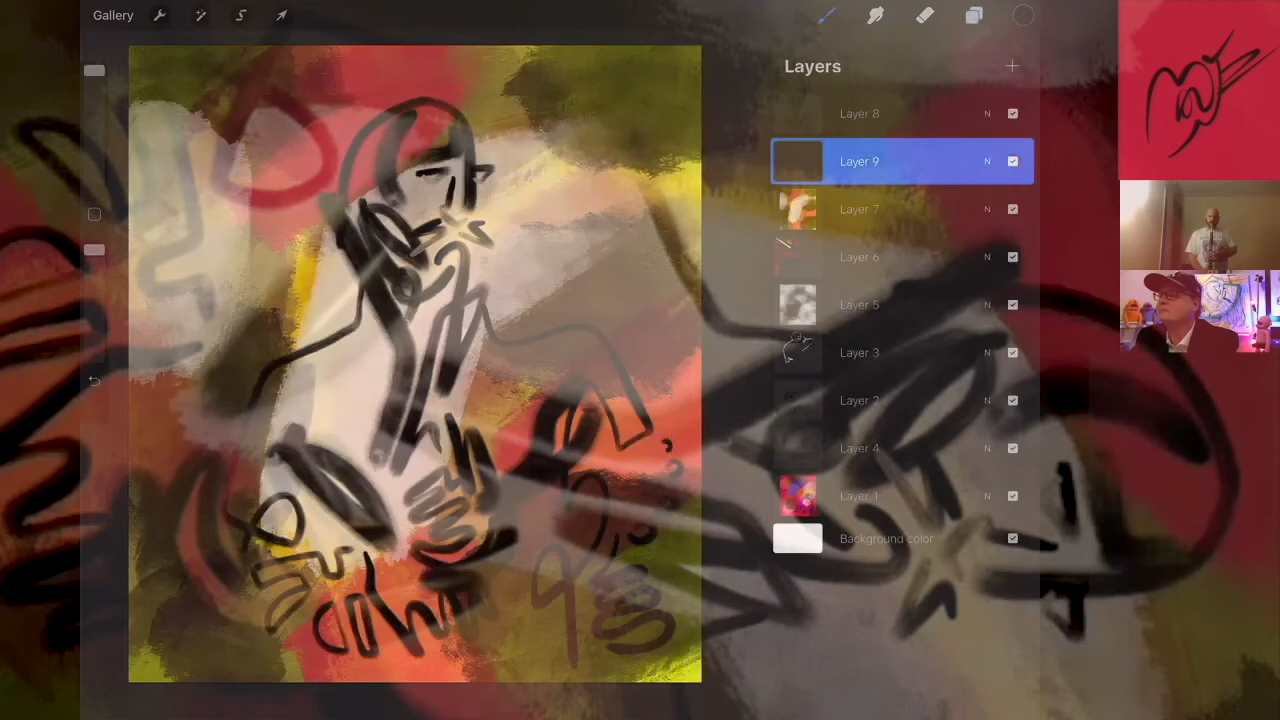 Gallery
Layers
Layer 8 N
Layer 9 N
Layer 7 N
Layer 6 N
Layer 5 N
Layer 3 N
Layer 2 N
Layer 4 N
Layer 1 N
Background color